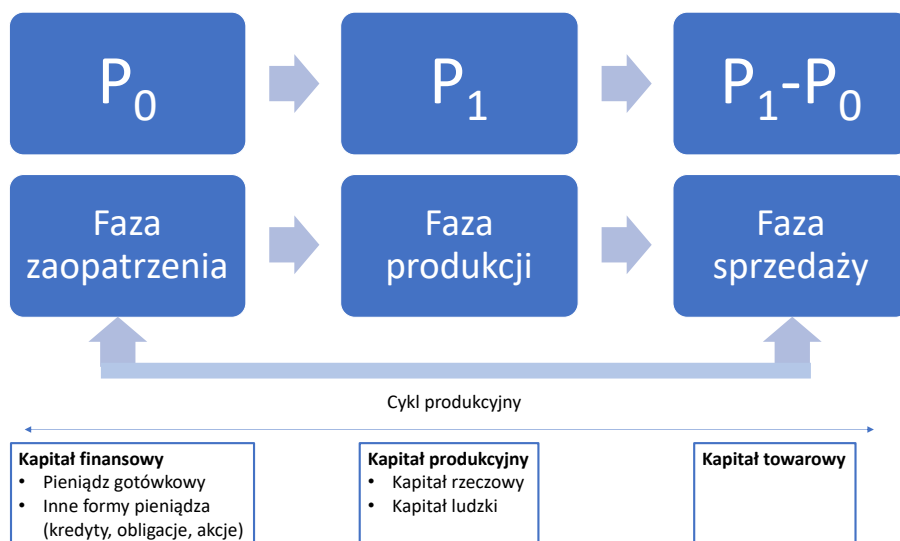 P₀
P₁
P₁-P₀
Faza
zaopatrzenia
Faza
produkcji
Faza
sprzedaży
Cykl produkcyjny
Kapitał finansowy
• Pieniądz gotówkowy
• Inne formy pieniądza
(kredyty, obligacje, akcje)
Kapitał produkcyjny
• Kapitał rzeczowy
• Kapitał ludzki
Kapitał towarowy